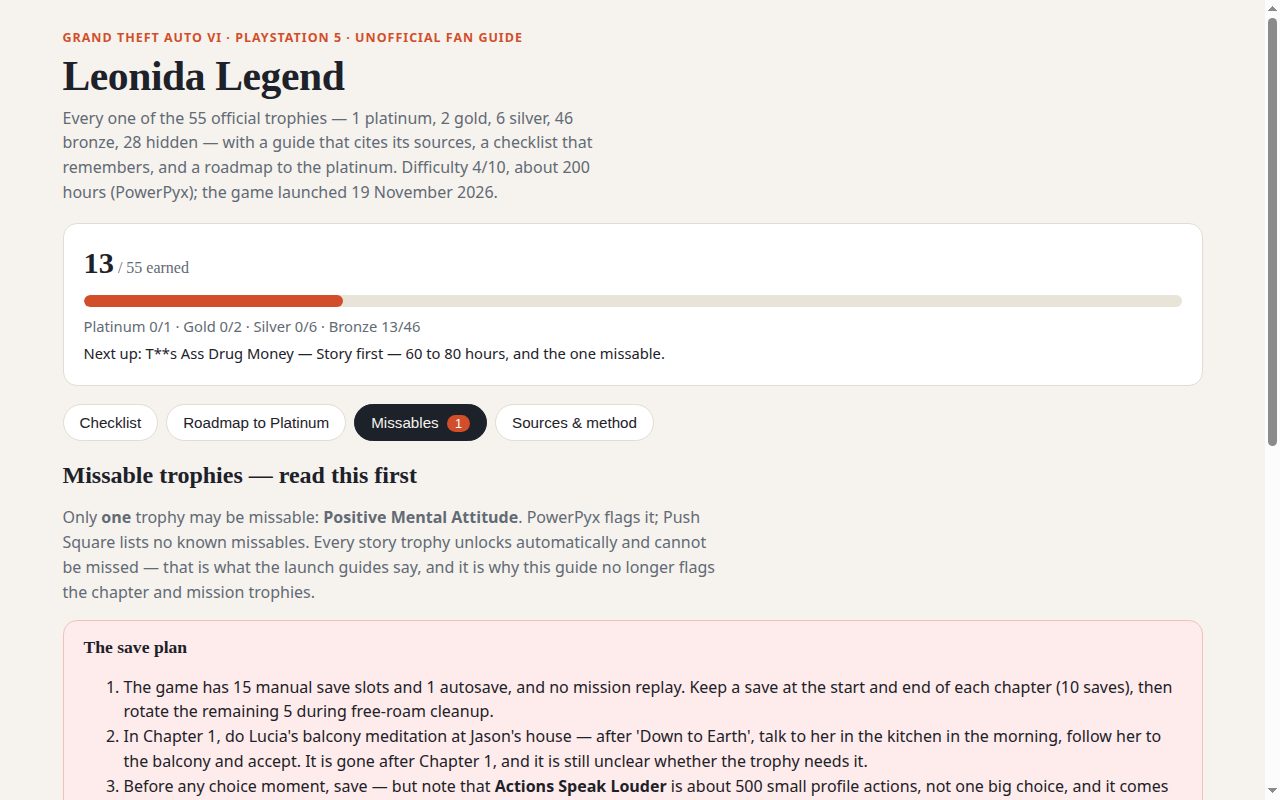 GRAND THEFT AUTO VI · PLAYSTATION 5 · UNOFFICIAL FAN GUIDE
Leonida Legend
Every one of the 55 official trophies — 1 platinum, 2 gold, 6 silver, 46
bronze, 28 hidden — with a guide that cites its sources, a checklist that
remembers, and a roadmap to the platinum. Difficulty 4/10, about 200
hours (PowerPyx); the game launched 19 November 2026.
13 / 55 earned
Platinum 0/1 · Gold 0/2 · Silver 0/6 · Bronze 13/46
Next up: T**s Ass Drug Money — Story first — 60 to 80 hours, and the one missable.
Checklist Roadmap to Platinum Missables 1 Sources & method
Missable trophies — read this first
Only one trophy may be missable: Positive Mental Attitude. PowerPyx flags it; Push
Square lists no known missables. Every story trophy unlocks automatically and cannot
be missed — that is what the launch guides say, and it is why this guide no longer flags
the chapter and mission trophies.
The save plan
1. The game has 15 manual save slots and 1 autosave, and no mission replay. Keep a save at the start and end of each chapter (10 saves), then
rotate the remaining 5 during free-roam cleanup.
2. In Chapter 1, do Lucia's balcony meditation at Jason's house — after 'Down to Earth', talk to her in the kitchen in the morning, follow her to
the balcony and accept. It is gone after Chapter 1, and it is still unclear whether the trophy needs it.
3. Before any choice moment, save — but note that Actions Speak Louder is about 500 small profile actions, not one big choice, and it comes